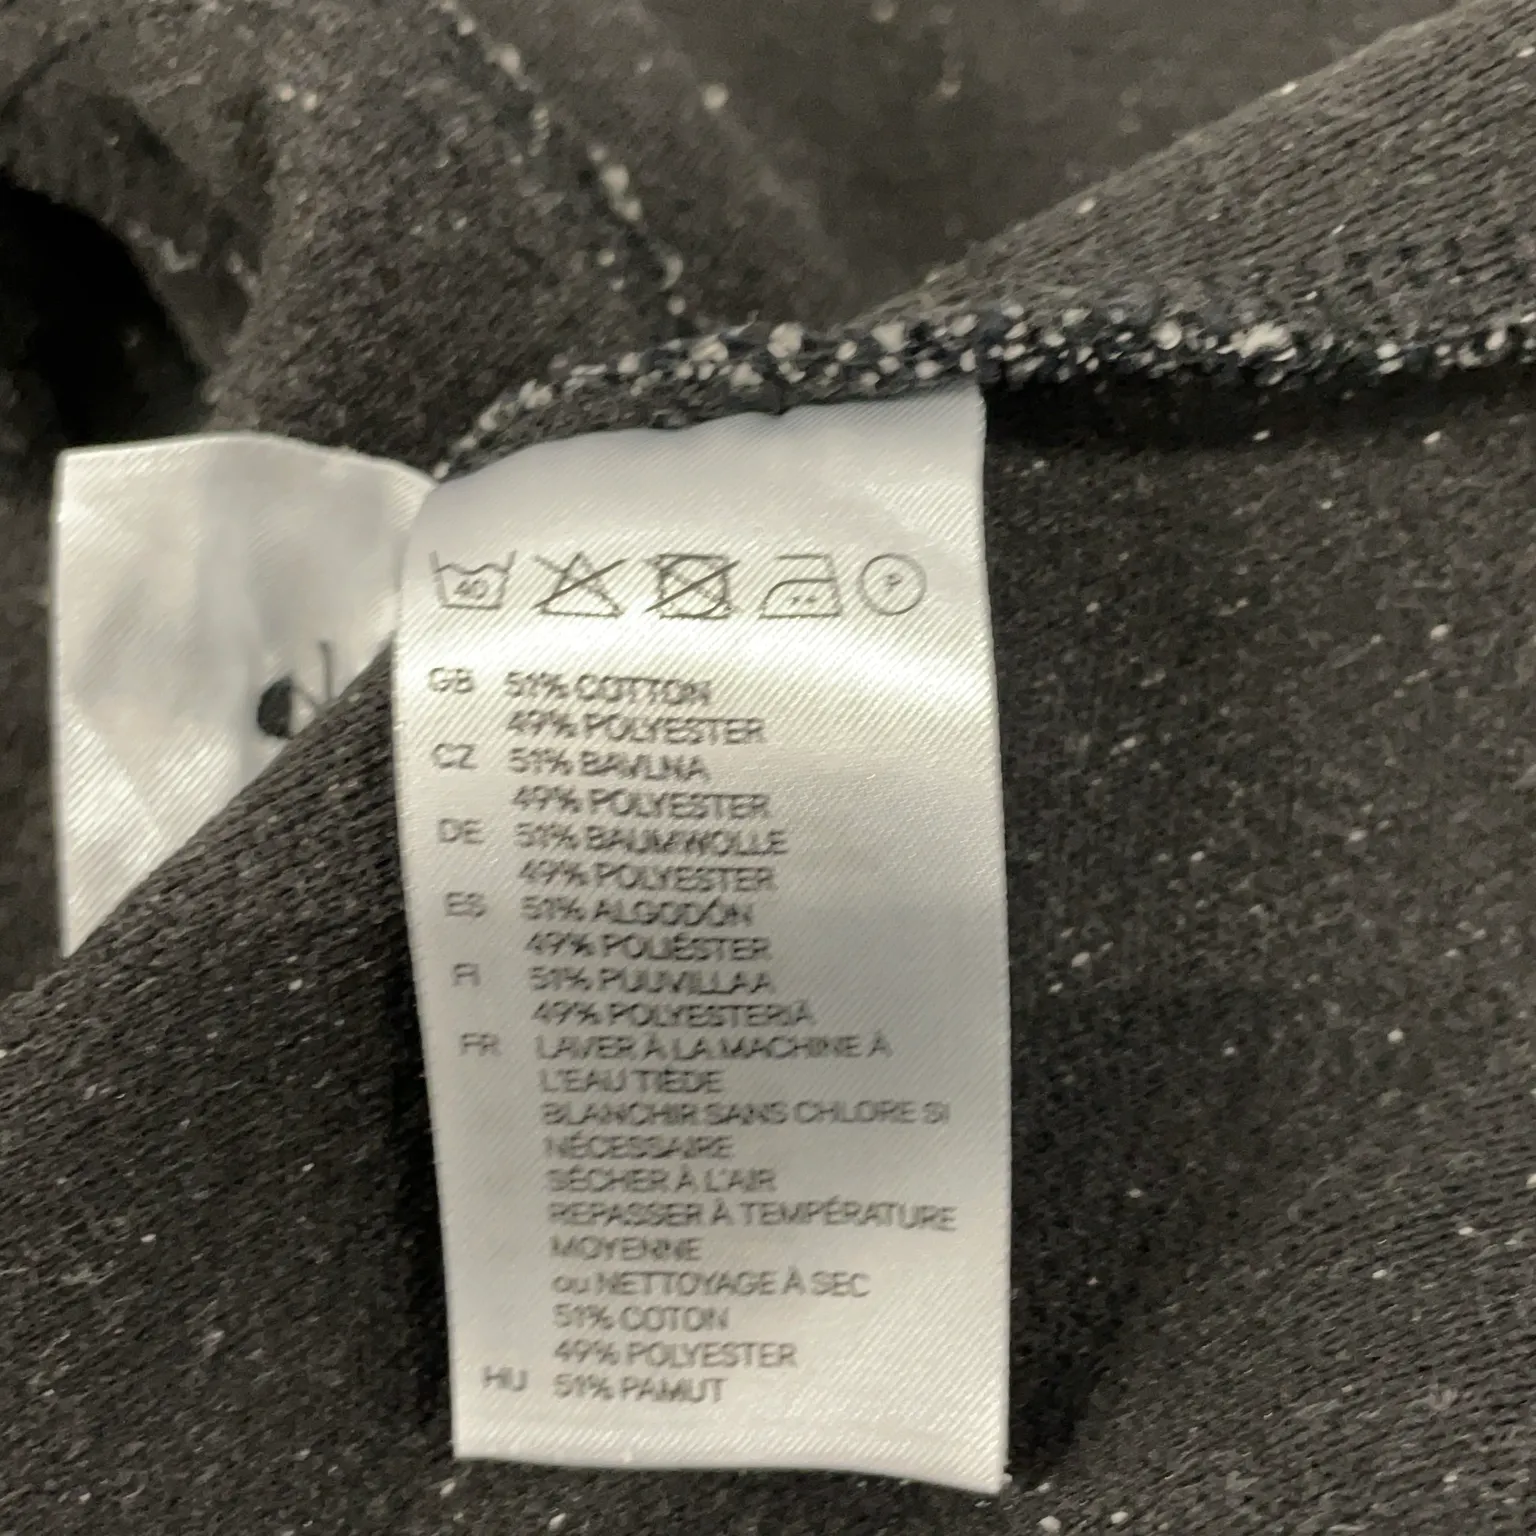 40
P
GB 51% COTTON
49% POLYESTER
CZ 51% BAVLNA
49% POLYESTER
DE 51% BAUMWOLLE
49% POLYESTER
ES 51% ALGODÓN
49% POLIÉSTER
FI 51% PUUVILLAA
49% POLYESTERIÄ
FR LAVER À LA MACHINE À
L'EAU TIÈDE
BLANCHIR SANS CHLORE SI
NÉCESSAIRE
SÉCHER À L'AIR
REPASSER À TEMPÉRATURE
MOYENNE
ou NETTOYAGE À SEC
51% COTON
49% POLYESTER
HU 51% PAMUT